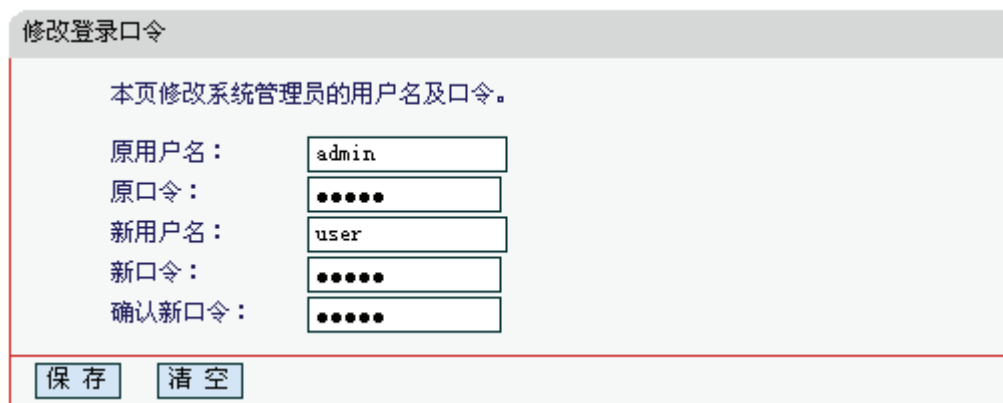 修改登录口令
本页修改系统管理员的用户名及口令。
原用户名： admin
原口令： ●●●●●
新用户名： user
新口令： ●●●●●
确认新口令： ●●●●●
保 存 清 空